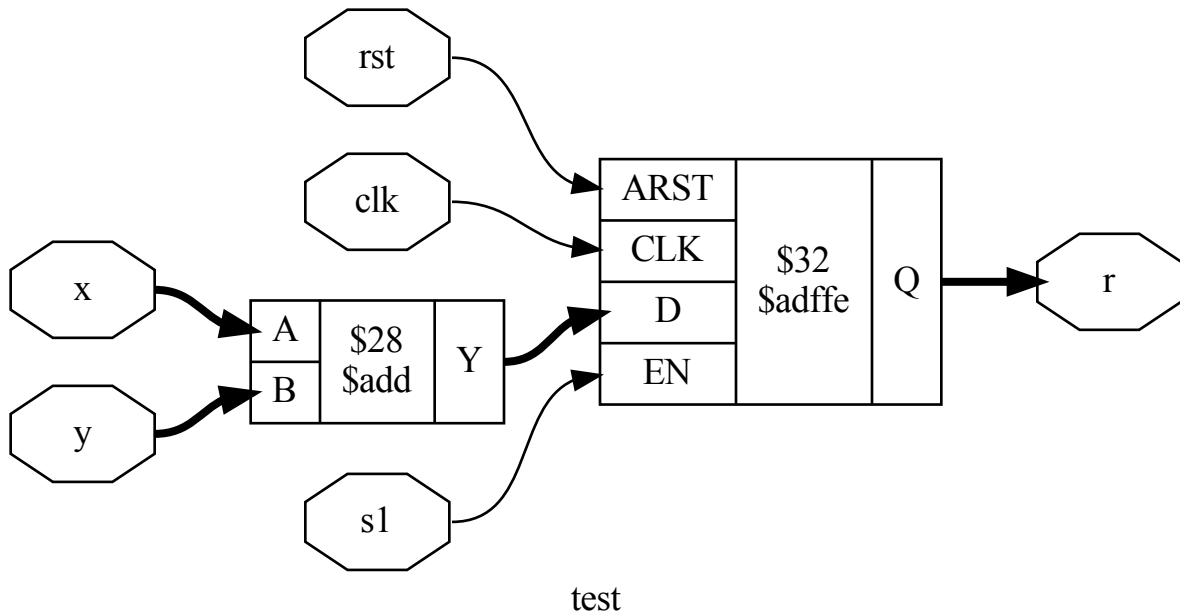 rst
clk
x
y
A
B
$28
$add
Y
s1
ARST
CLK
D
EN
$32
$adffe
Q
r
test